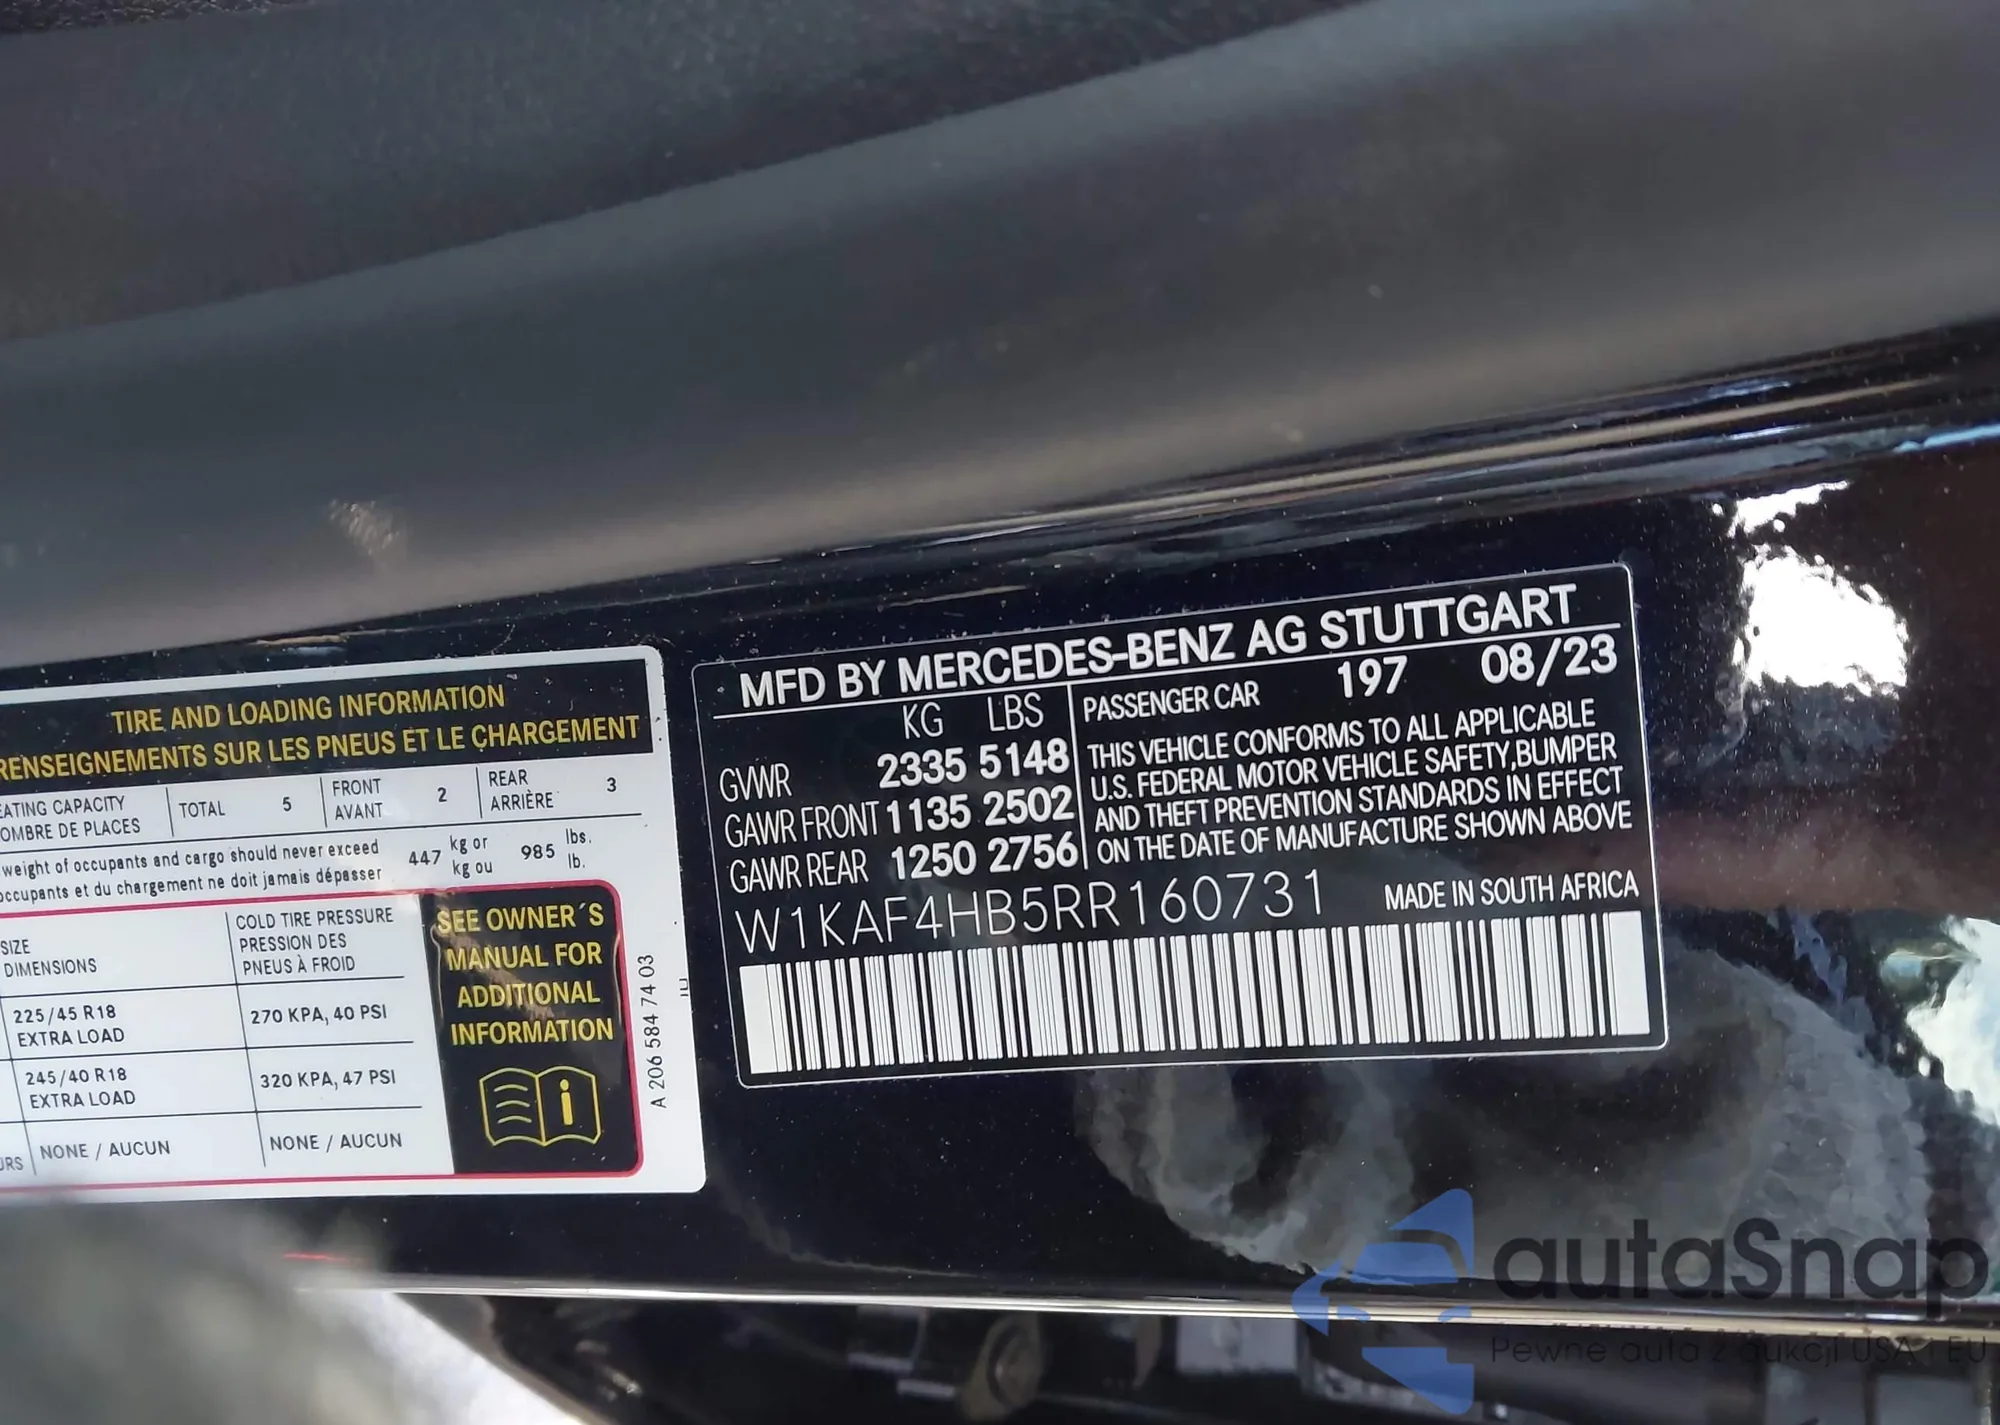 TIRE AND LOADING INFORMATION
RENSEIGNEMENTS SUR LES PNEUS ET LE CHARGEMENT
EATING CAPACITY
OMBRE DE PLACES
TOTAL 5
FRONT
AVANT
2
REAR
ARRIÈRE
3
weight of occupants and cargo should never exceed
occupants et du chargement ne doit jamais dépasser
447
kg or
kg ou
985
lbs.
lb.
SIZE
DIMENSIONS
COLD TIRE PRESSURE
PRESSION DES
PNEUS À FROID
225/45 R18
EXTRA LOAD
270 KPA, 40 PSI
245/40 R18
EXTRA LOAD
320 KPA, 47 PSI
URS
NONE / AUCUN
NONE / AUCUN
SEE OWNER´S
MANUAL FOR
ADDITIONAL
INFORMATION
A 206 584 74 03
MFD BY MERCEDES-BENZ AG STUTTGART
KG LBS
GVWR 2335 5148
GAWR FRONT 1135 2502
GAWR REAR 1250 2756
PASSENGER CAR 197 08/23
THIS VEHICLE CONFORMS TO ALL APPLICABLE
U.S. FEDERAL MOTOR VEHICLE SAFETY,BUMPER
AND THEFT PREVENTION STANDARDS IN EFFECT
ON THE DATE OF MANUFACTURE SHOWN ABOVE
W1KAF4HB5RR160731
MADE IN SOUTH AFRICA
autaSnap
Pewne auta z aukcji USA i EU